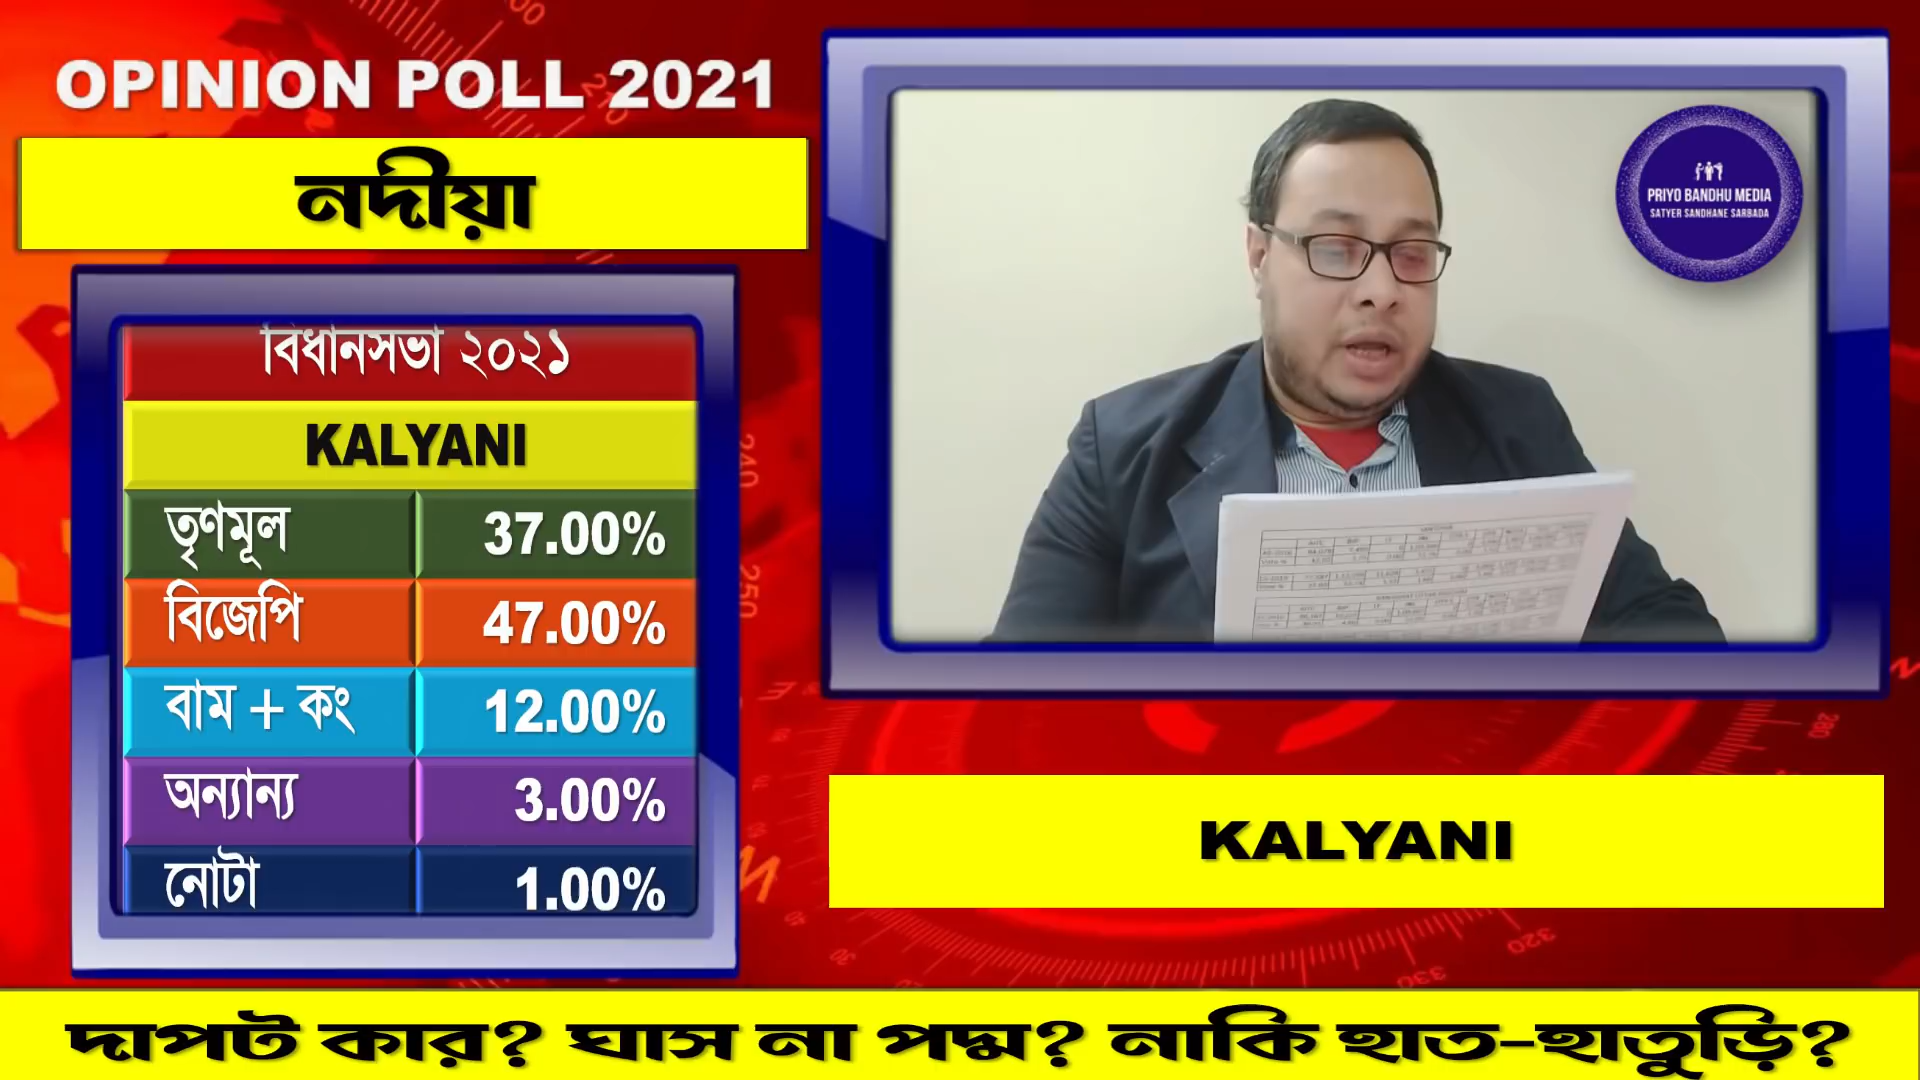 OPINION POLL 2021
নদীয়া
বিধানসভা ২০২১
KALYANI
তৃণমূল 37.00%
বিজেপি 47.00%
বাম + কং 12.00%
অন্যান্য 3.00%
নোটা 1.00%
PRIYO BANDHU MEDIA
SATYER SANDHANE SARBADA
KALYANI
দাপট কার? ঘাস না পদ্ম? নাকি হাত-হাতুড়ি?